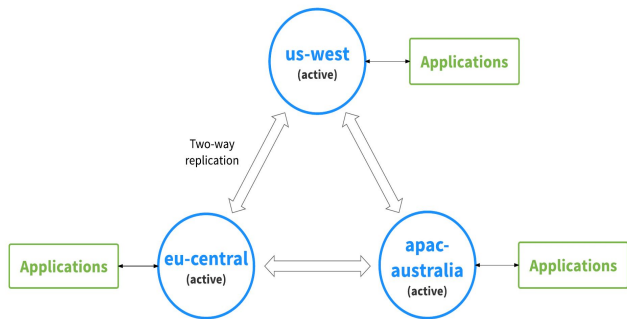 us-west
(active)
Applications
Two-way
replication
eu-central
(active)
Applications
apac-
australia
(active)
Applications